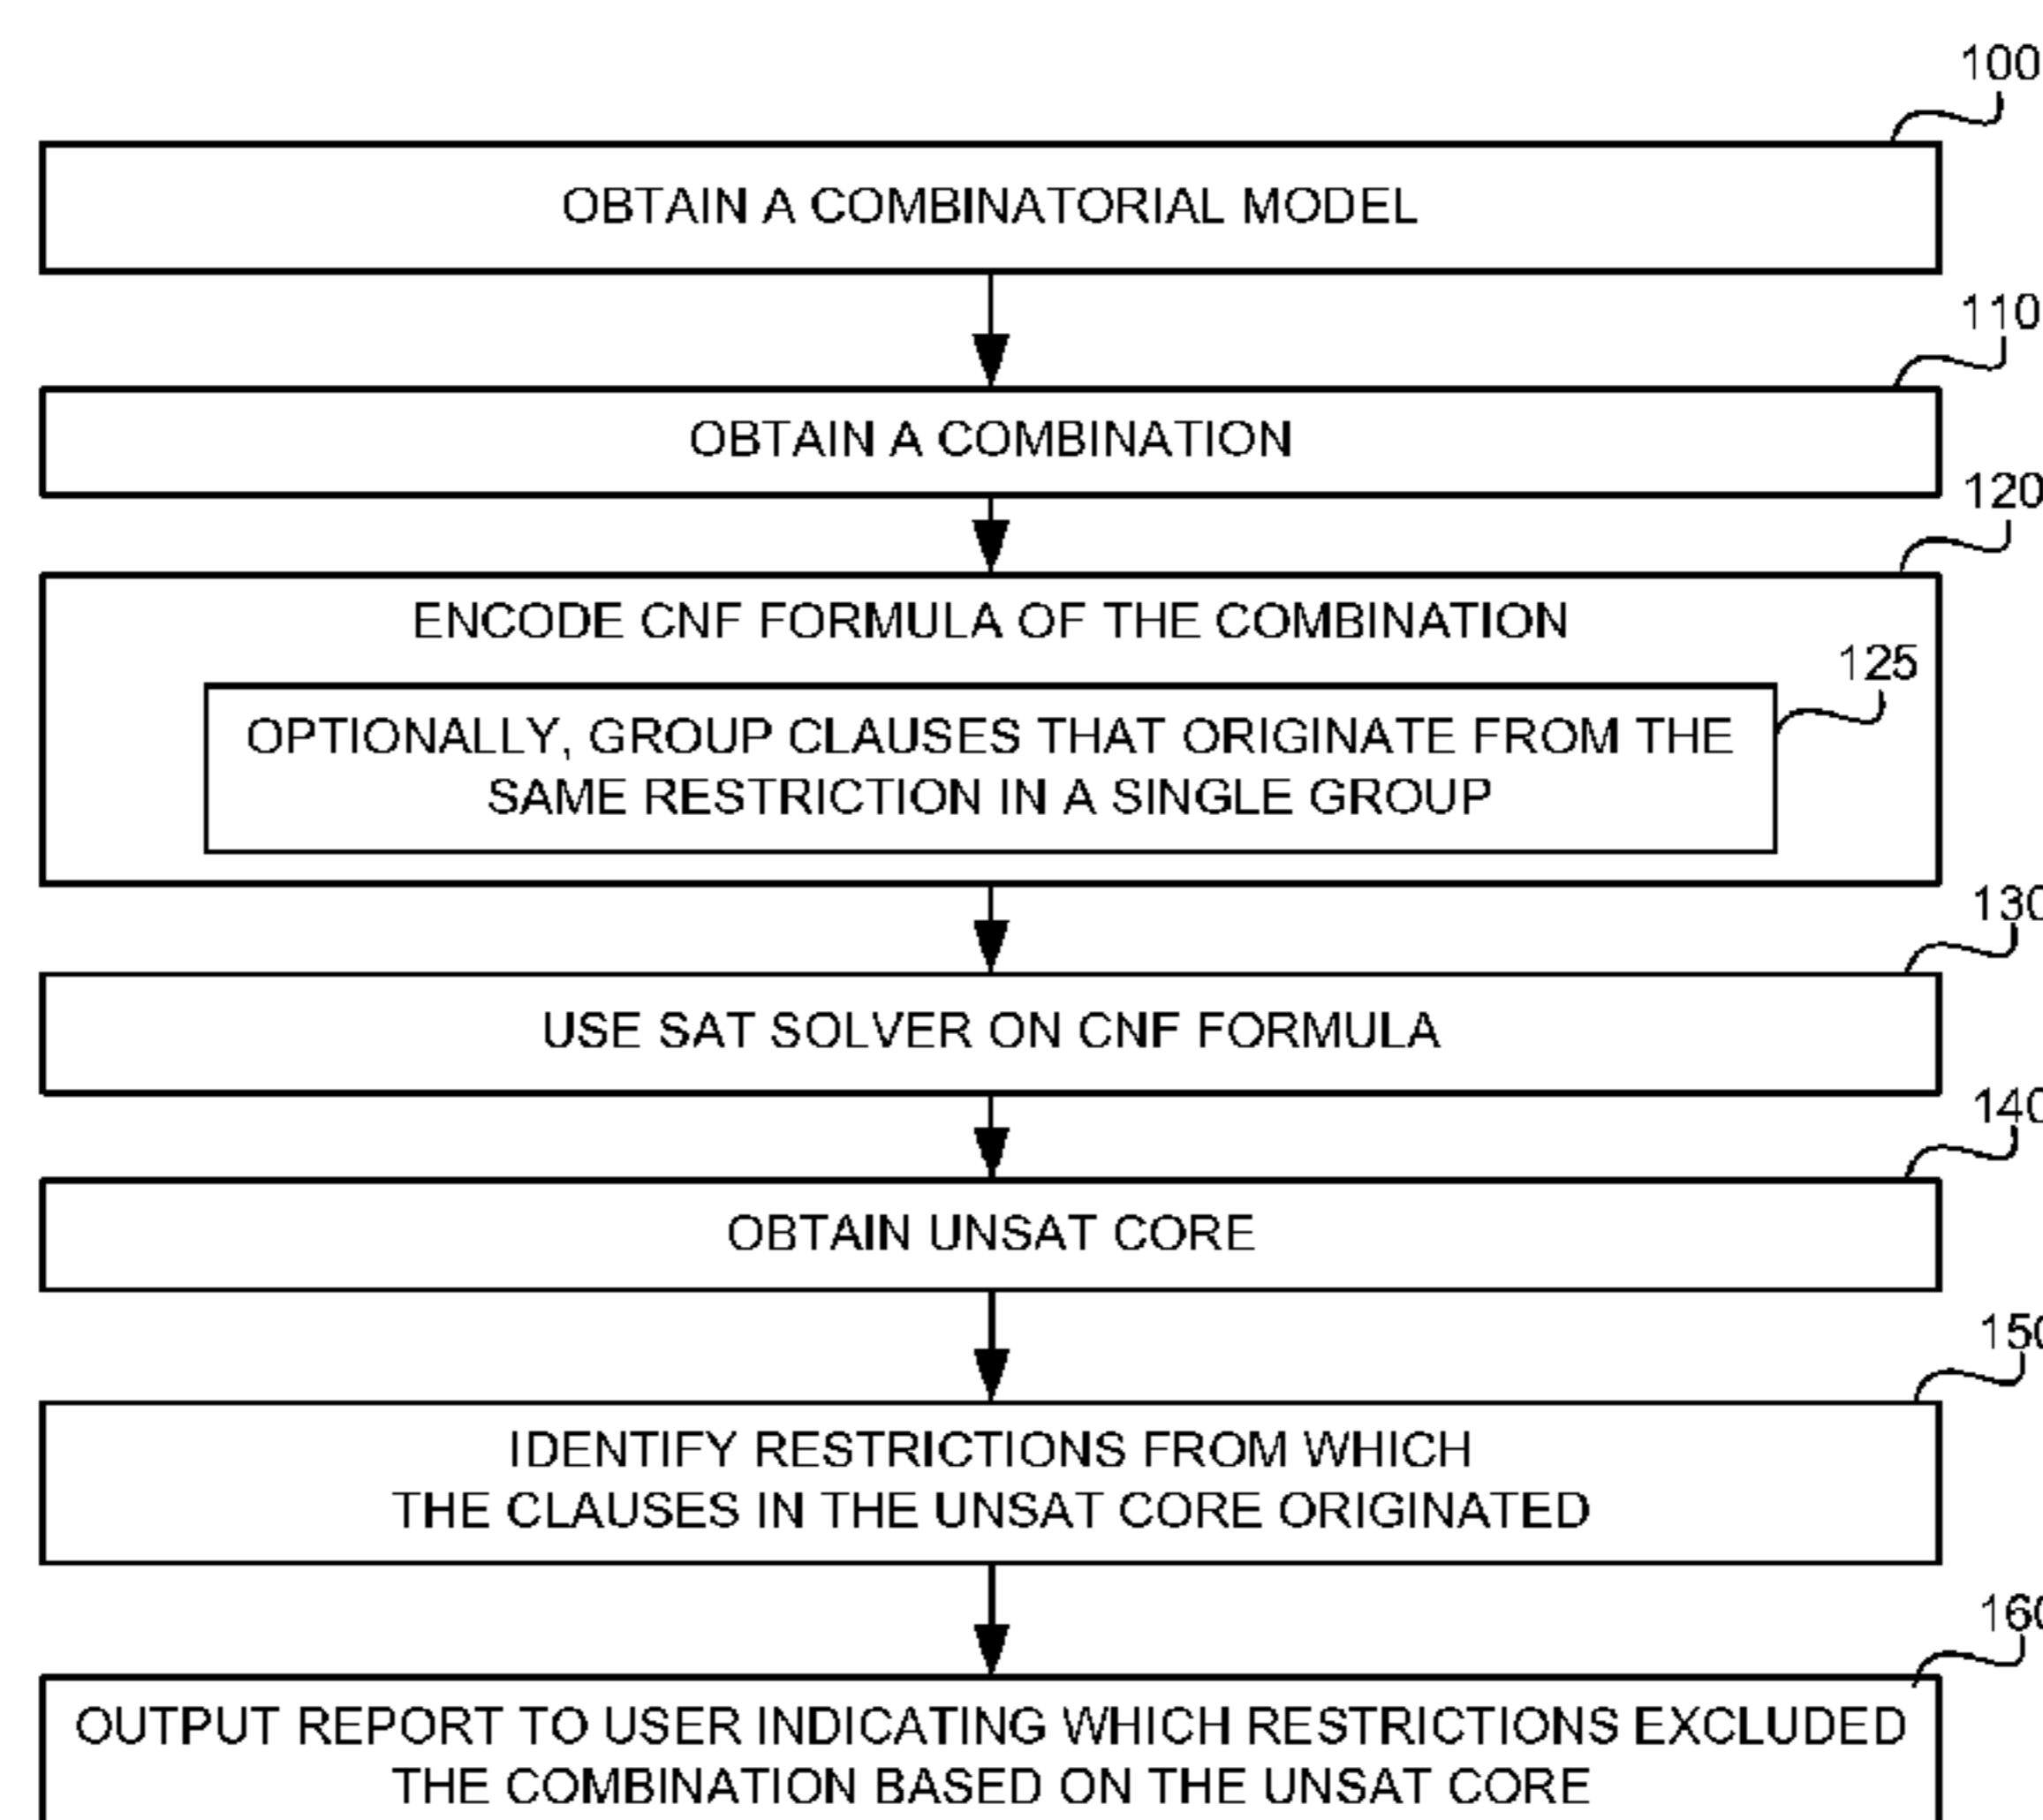 100
OBTAIN A COMBINATORIAL MODEL
110
OBTAIN A COMBINATION
120
ENCODE CNF FORMULA OF THE COMBINATION
125
OPTIONALLY, GROUP CLAUSES THAT ORIGINATE FROM THE
SAME RESTRICTION IN A SINGLE GROUP
130
USE SAT SOLVER ON CNF FORMULA
140
OBTAIN UNSAT CORE
150
IDENTIFY RESTRICTIONS FROM WHICH
THE CLAUSES IN THE UNSAT CORE ORIGINATED
160
OUTPUT REPORT TO USER INDICATING WHICH RESTRICTIONS EXCLUDED
THE COMBINATION BASED ON THE UNSAT CORE